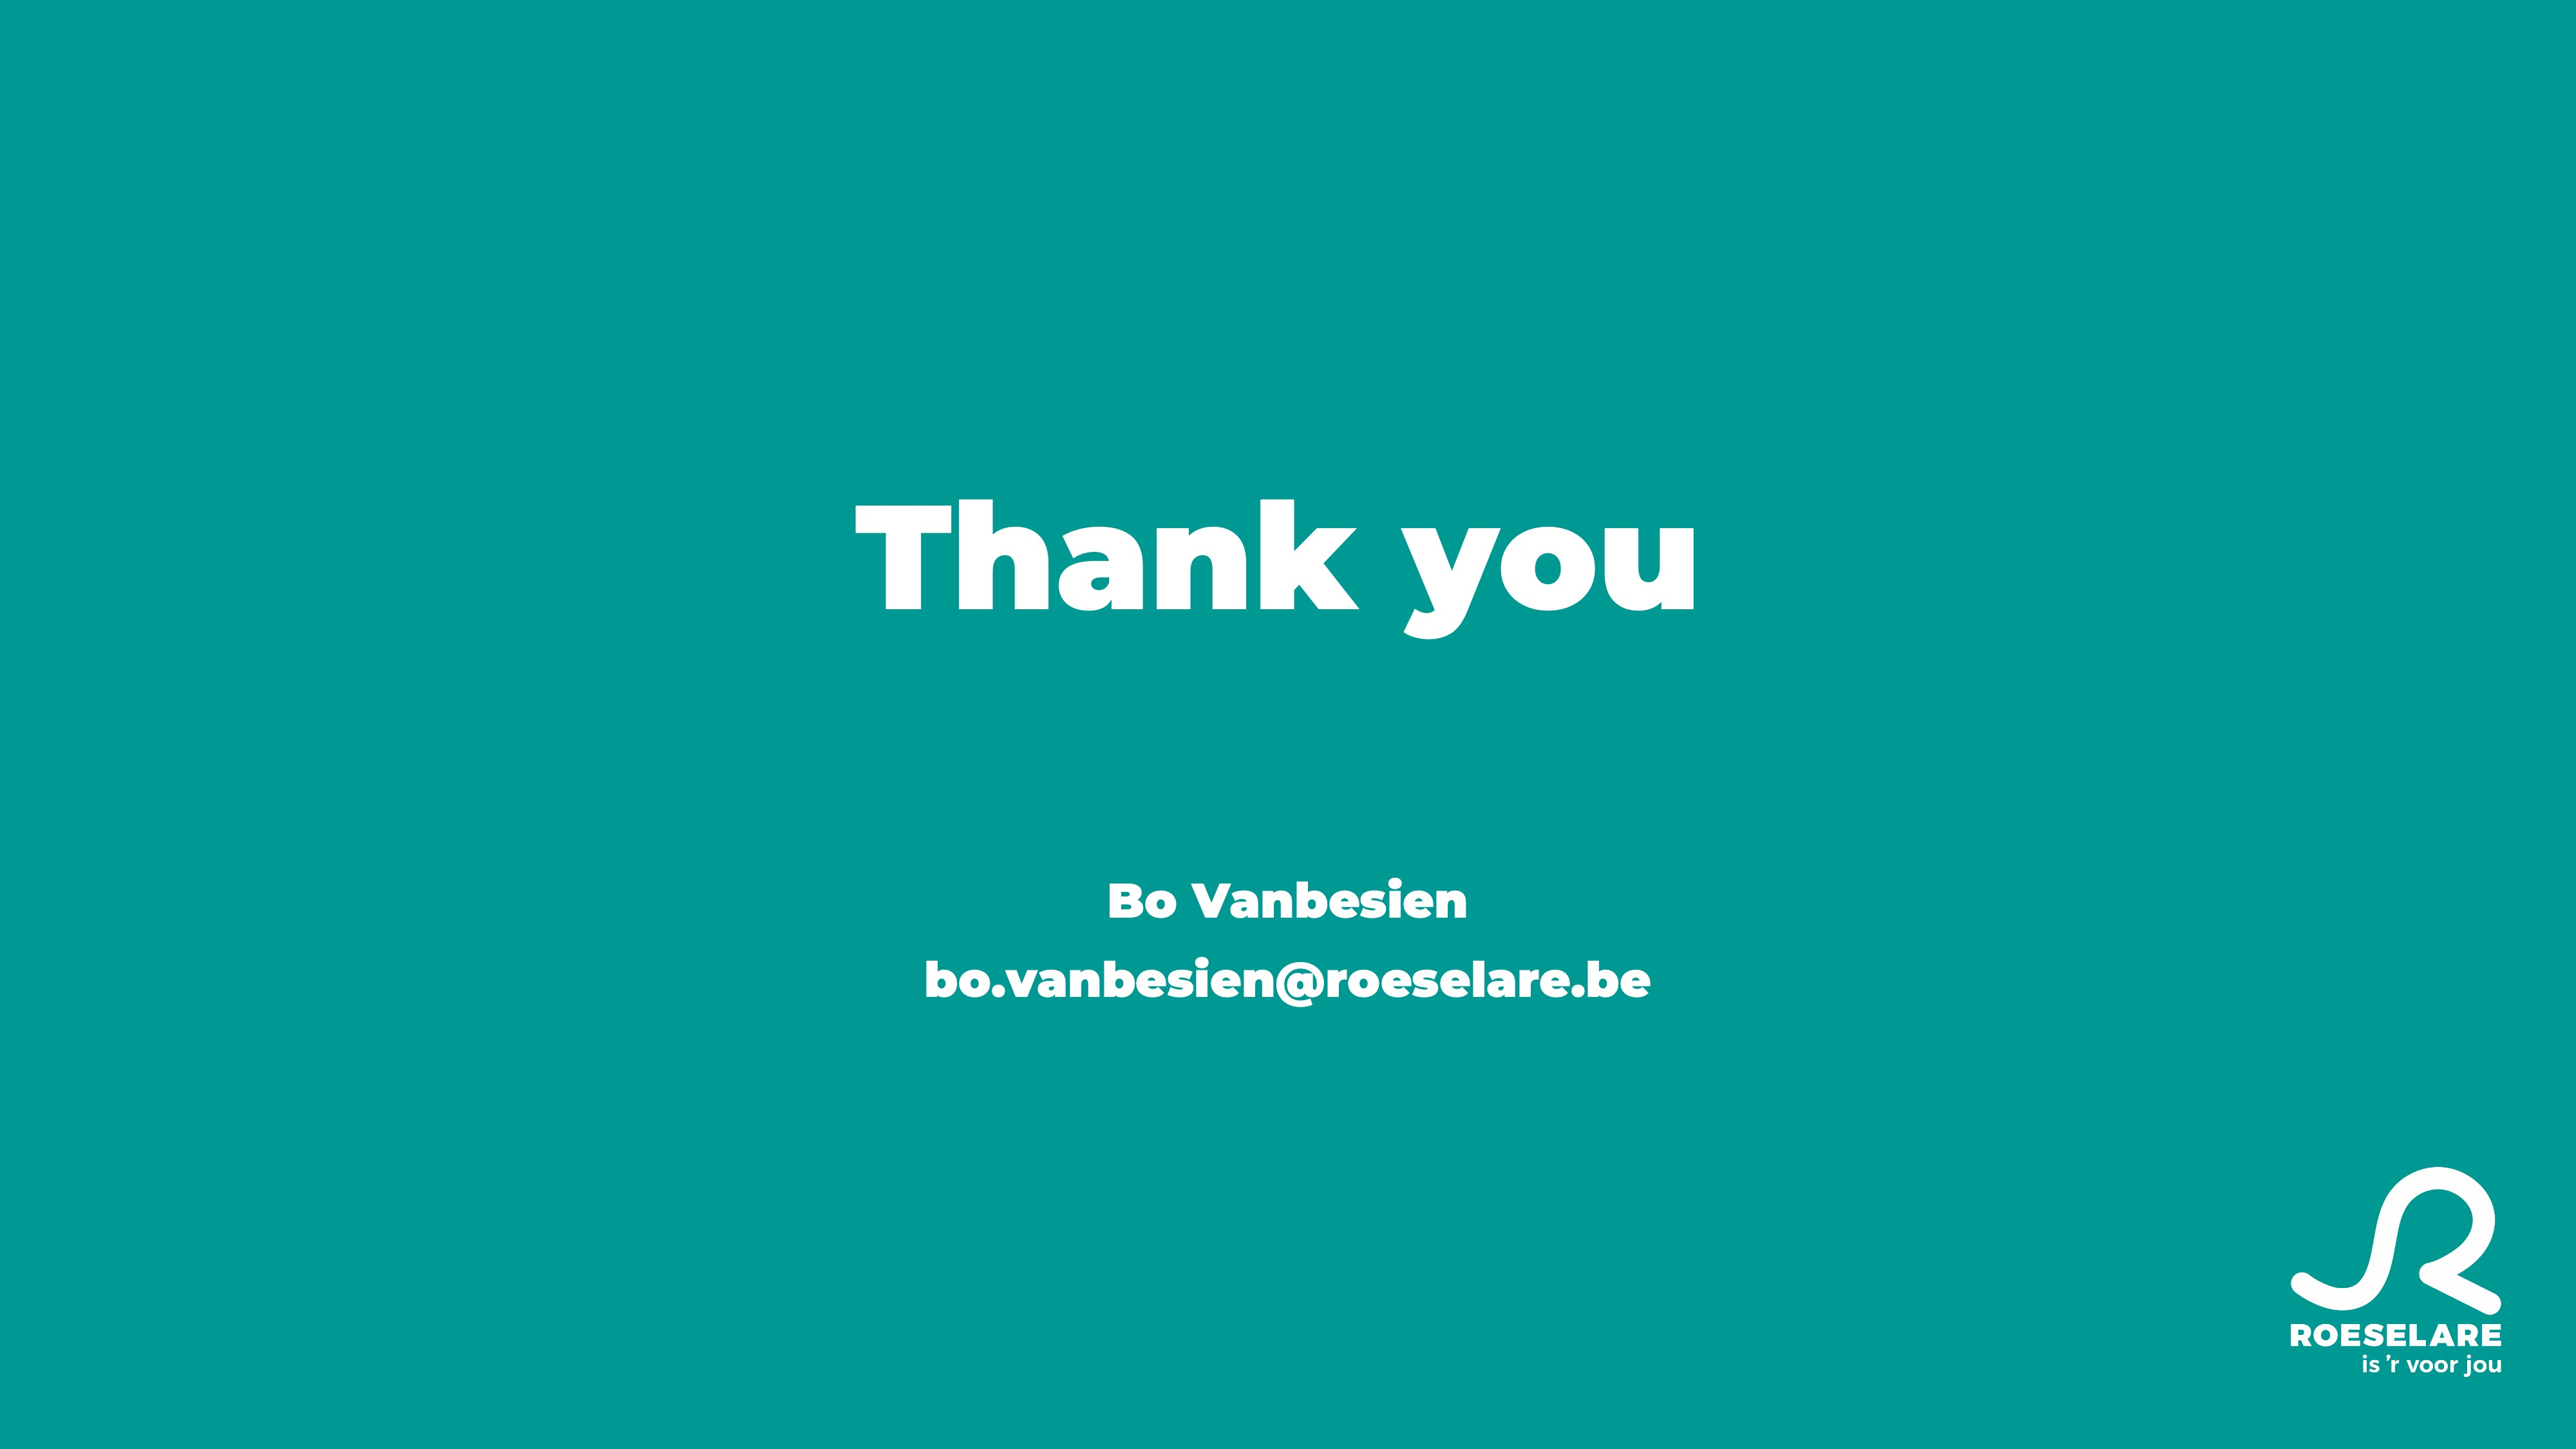 Thank you
Bo Vanbesien
bo.vanbesien@roeselare.be
ROESELARE
is 'r voor jou